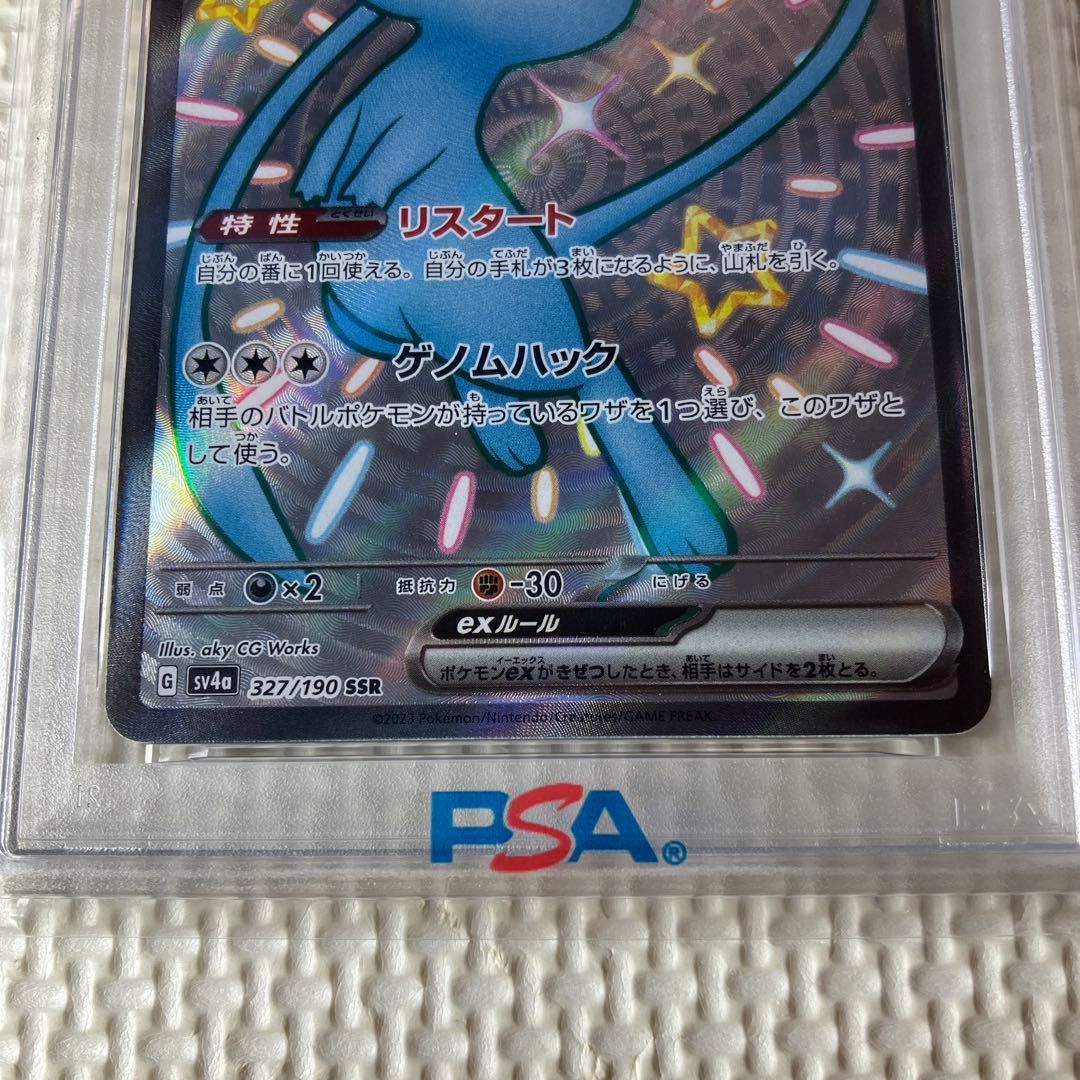 特性 とくせい リスタート
自分の番に1回使える。自分の手札が3枚になるように、山札を引く。
ゲノムハック
相手のバトルポケモンが持っているワザを1つ選び、このワザと
して使う。
弱点 ×2 抵抗力 -30 にげる
exルール
ポケモンexがきぜつしたとき、相手はサイドを2枚とる。
Illus. aky CG Works
G sv4a 327/190 SSR
©2023 Pokémon/Nintendo/Creatures/GAME FREAK.
PSA®